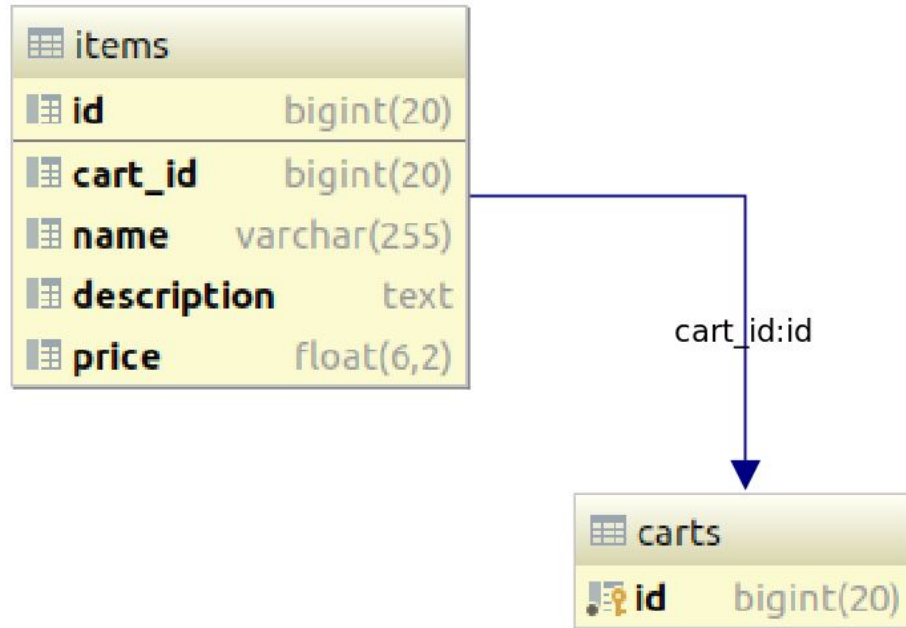 items
id bigint(20)
cart_id bigint(20)
name varchar(255)
description text
price float(6,2)
cart_id:id
carts
id bigint(20)